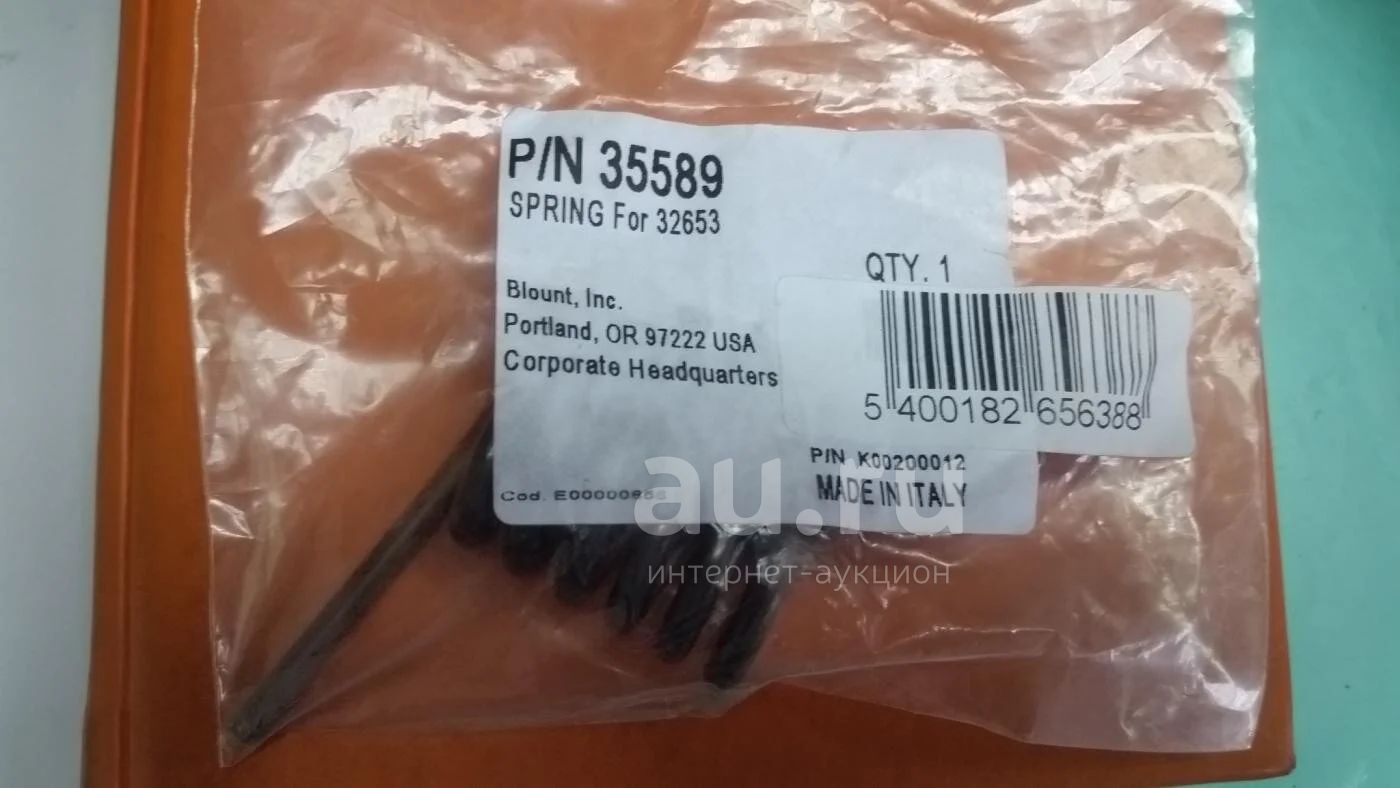 P/N 35589
SPRING For 32653
QTY. 1
Blount, Inc.
Portland, OR 97222 USA
Corporate Headquarters
5 400182 656388
P/N K00200012
MADE IN ITALY
Cod.
au.ru
интернет-аукцион